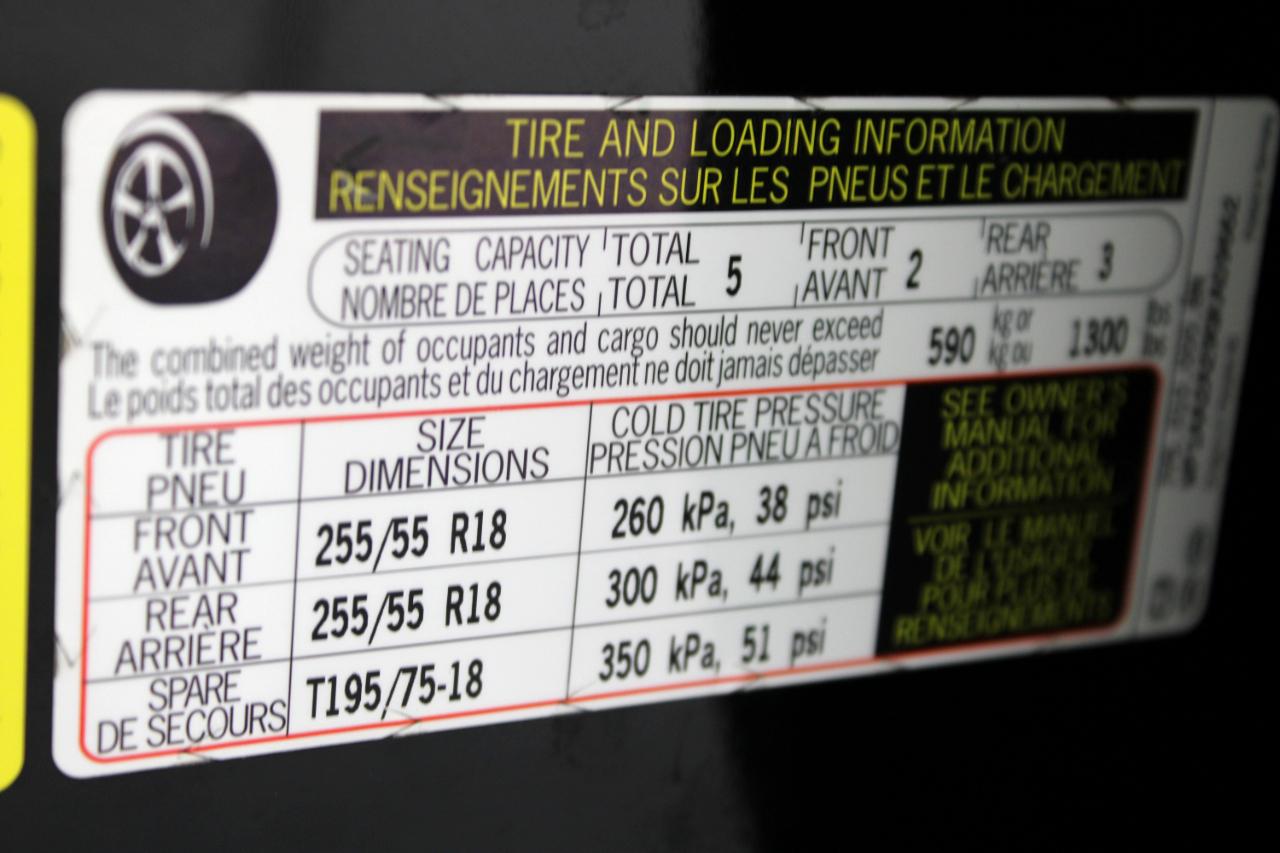 TIRE AND LOADING INFORMATION
RENSEIGNEMENTS SUR LES PNEUS ET LE CHARGEMENT
SEATING CAPACITY TOTAL 5 FRONT 2 REAR 3
NOMBRE DE PLACES TOTAL AVANT ARRIÈRE
The combined weight of occupants and cargo should never exceed 590 kg or 1300 lbs
Le poids total des occupants et du chargement ne doit jamais dépasser kg ou lbs
TIRE SIZE COLD TIRE PRESSURE
PNEU DIMENSIONS PRESSION PNEU A FROID
FRONT 255/55 R18 260 kPa, 38 psi
AVANT
REAR 255/55 R18 300 kPa, 44 psi
ARRIÈRE
SPARE T195/75-18 350 kPa, 51 psi
DE SECOURS
SEE OWNER'S
MANUAL FOR
ADDITIONAL
INFORMATION
VOIR LE MANUEL
DE L'USAGER
POUR PLUS DE
RENSEIGNEMENTS